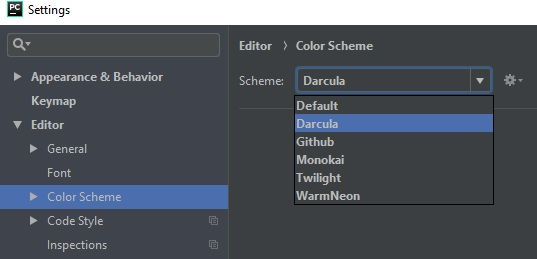 PC
Settings
Appearance & Behavior
Keymap
Editor
General
Font
Color Scheme
Code Style
Inspections
Editor › Color Scheme
Scheme: Darcula
Default
Darcula
Github
Monokai
Twilight
WarmNeon